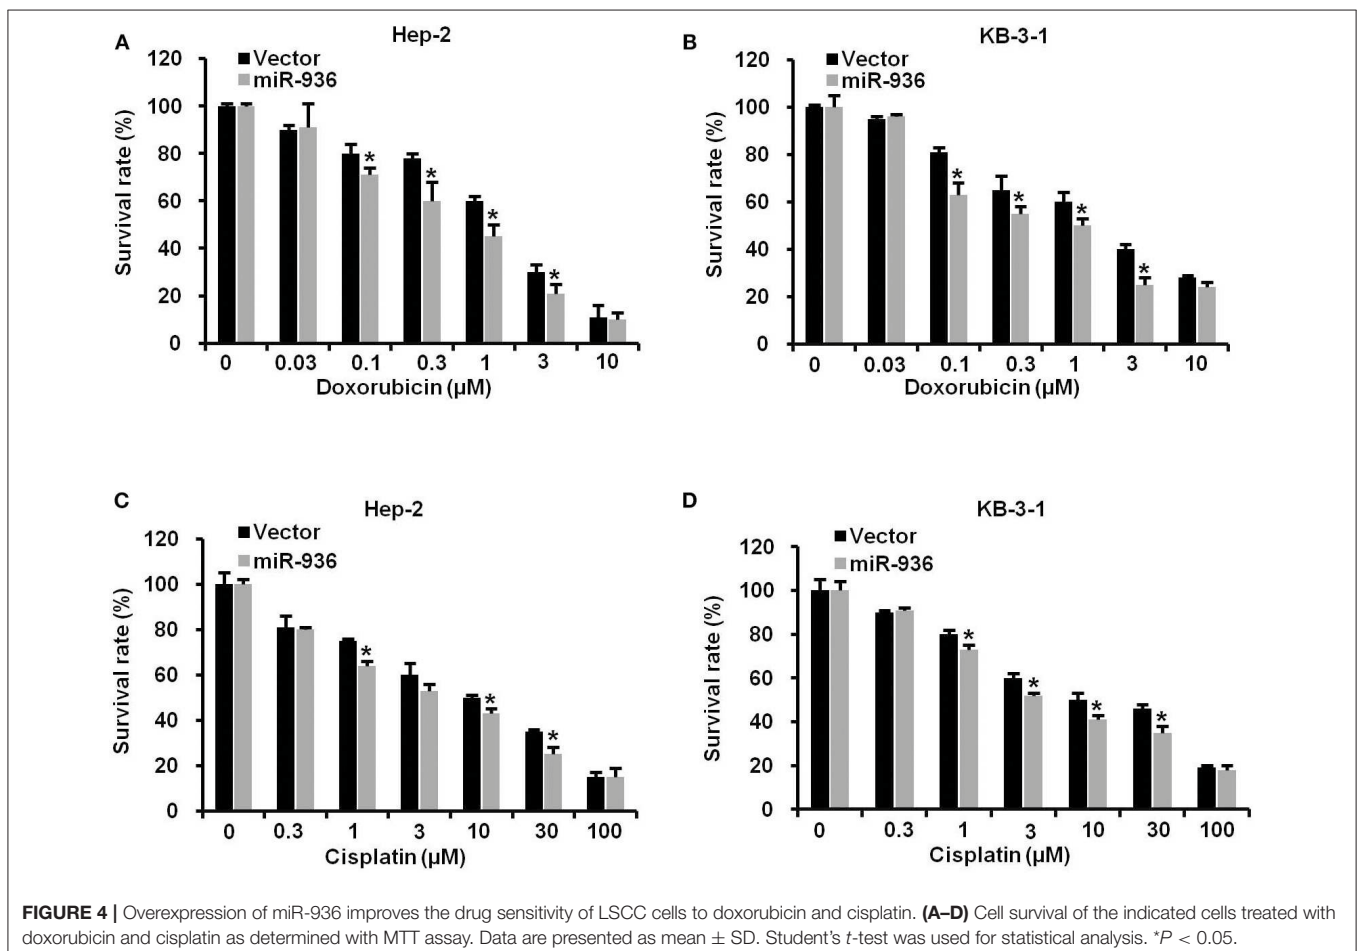 A
Hep-2
Vector
miR-936
Survival rate (%)
120
100
80
60
40
20
0
* * * *
0 0.03 0.1 0.3 1 3 10
Doxorubicin (µM)
B
KB-3-1
Vector
miR-936
Survival rate (%)
120
100
80
60
40
20
0
* * * *
0 0.03 0.1 0.3 1 3 10
Doxorubicin (µM)
C
Hep-2
Vector
miR-936
Survival rate (%)
120
100
80
60
40
20
0
* * *
0 0.3 1 3 10 30 100
Cisplatin (µM)
D
KB-3-1
Vector
miR-936
Survival rate (%)
120
100
80
60
40
20
0
* * * *
0 0.3 1 3 10 30 100
Cisplatin (µM)
FIGURE 4 | Overexpression of miR-936 improves the drug sensitivity of LSCC cells to doxorubicin and cisplatin. (A–D) Cell survival of the indicated cells treated with
doxorubicin and cisplatin as determined with MTT assay. Data are presented as mean ± SD. Student's t-test was used for statistical analysis. *P < 0.05.